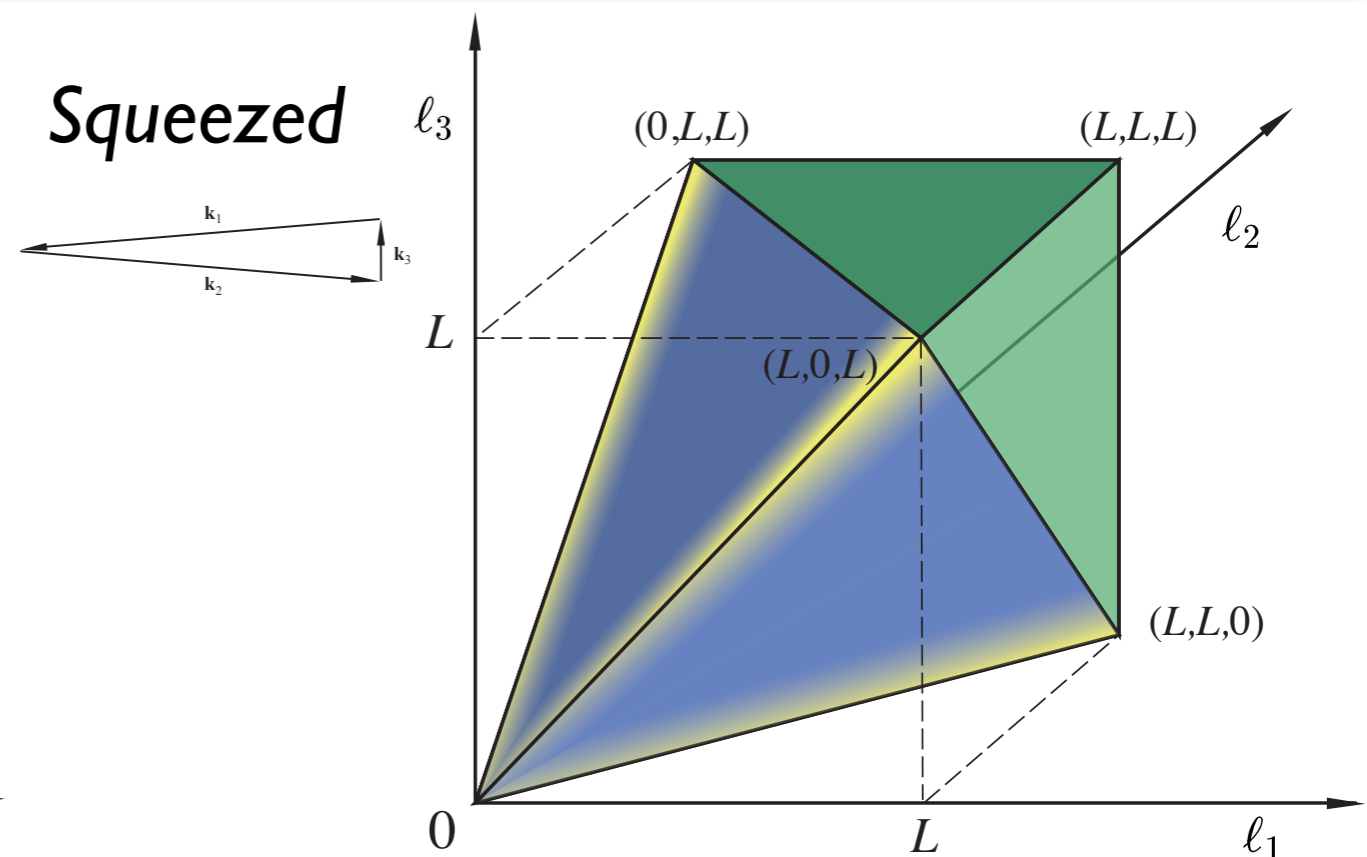 Squeezed
k₁
k₂
k₃
ℓ₃
(0,L,L)
(L,L,L)
ℓ₂
L
(L,0,L)
(L,L,0)
0
L
ℓ₁